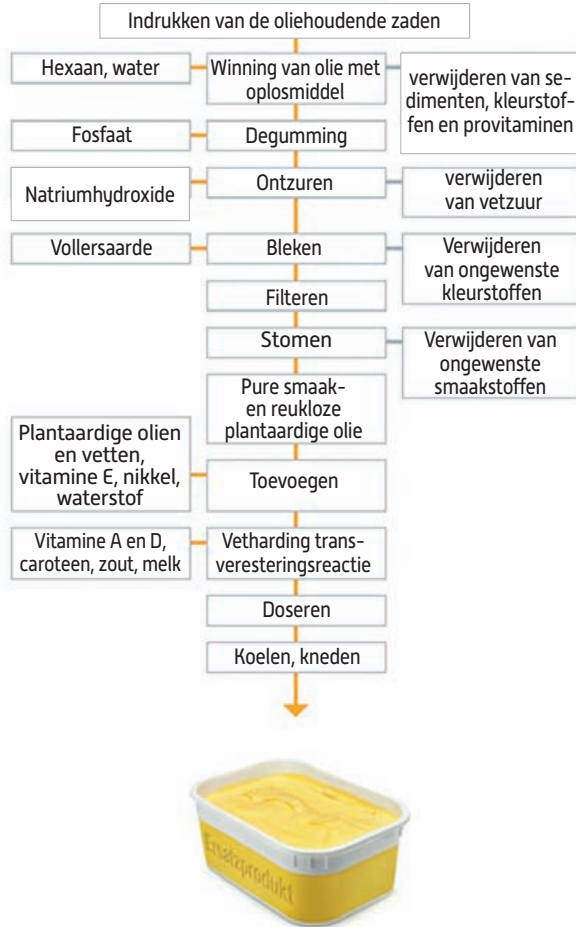 Indrukken van de oliehoudende zaden
Hexaan, water
Winning van olie met
oplosmiddel
verwijderen van se-
dimenten, kleurstof-
fen en provitaminen
Fosfaat
Degumming
Natriumhydroxide
Ontzuren
verwijderen
van vetzuur
Vollersaarde
Bleken
Verwijderen
van ongewenste
kleurstoffen
Filteren
Stomen
Verwijderen van
ongewenste
smaakstoffen
Pure smaak-
en reukloze
plantaardige olie
Plantaardige olien
en vetten,
vitamine E, nikkel,
waterstof
Toevoegen
Vitamine A en D,
caroteen, zout, melk
Vetharding trans-
veresteringsreactie
Doseren
Koelen, kneden
Ersatzprodukt